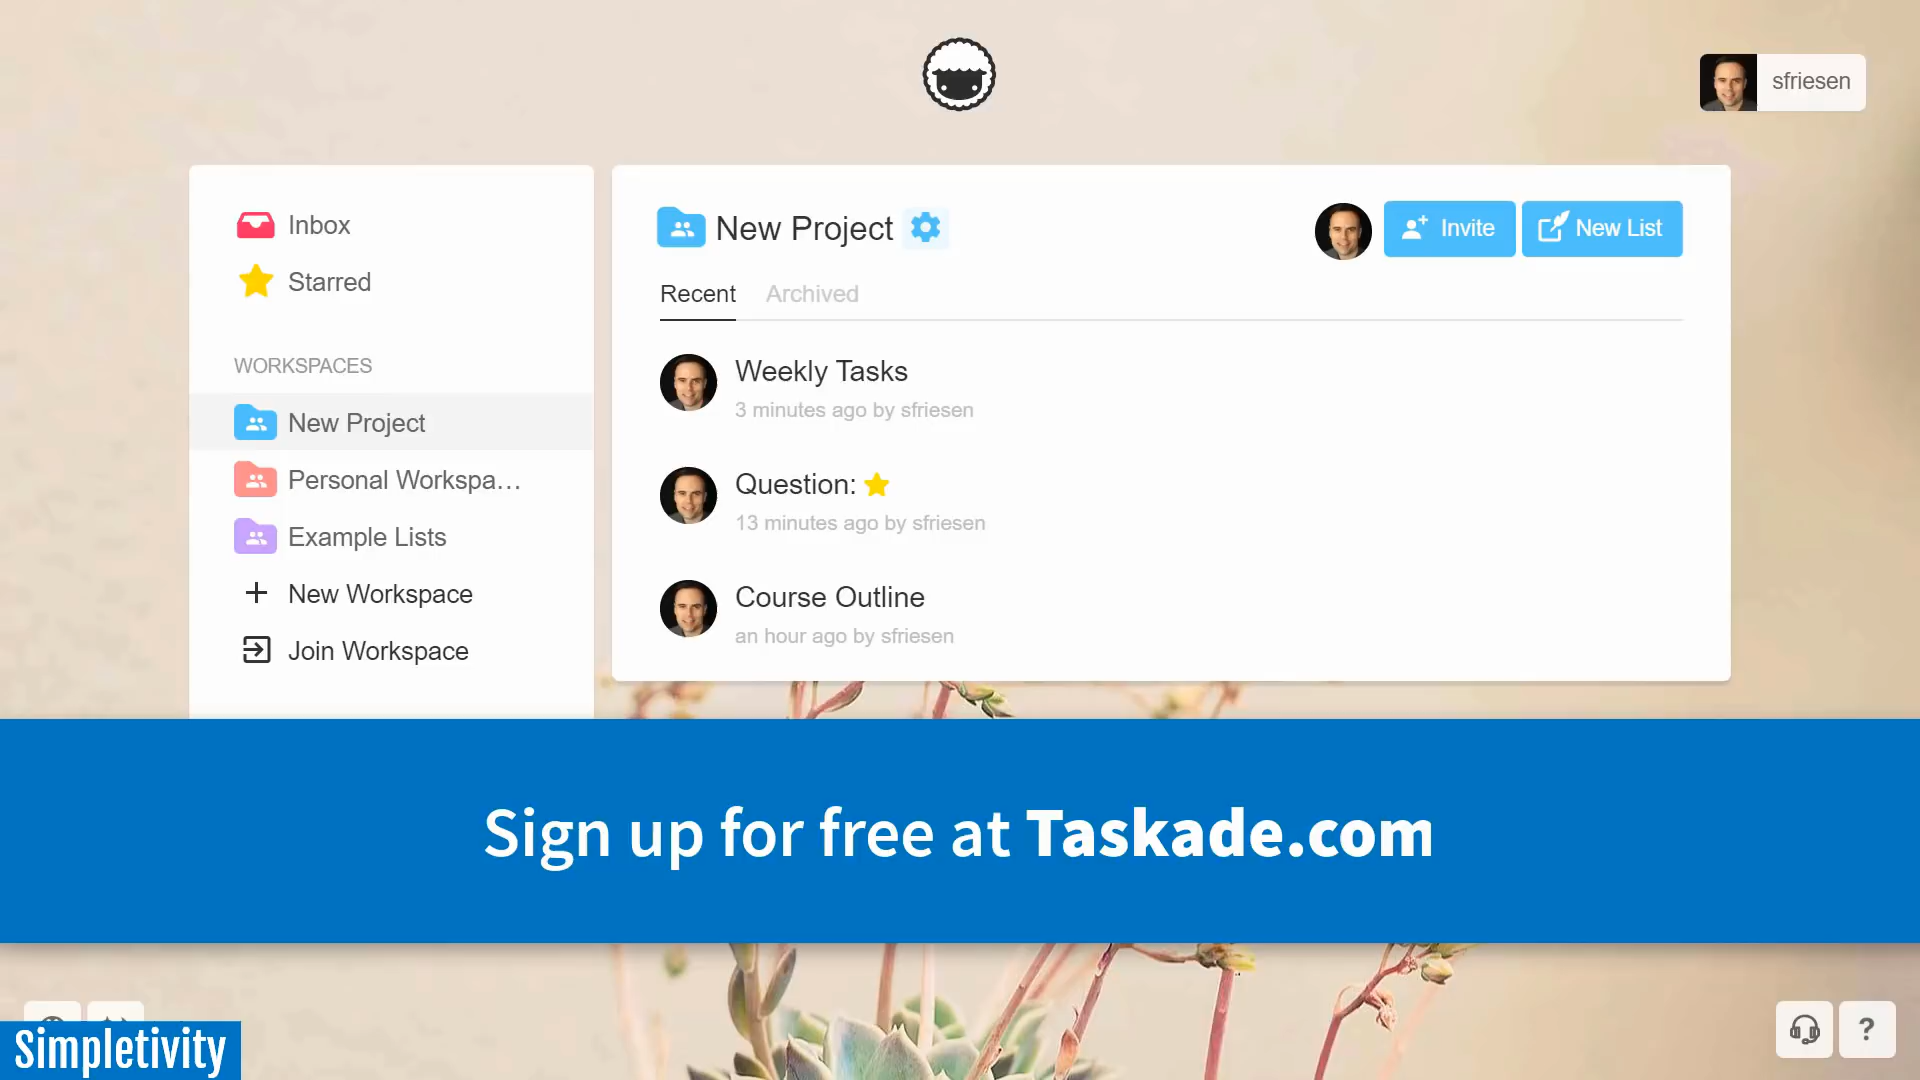 sfriesen
Inbox
Starred
WORKSPACES
New Project
Personal Workspa…
Example Lists
New Workspace
Join Workspace
New Project
Invite
New List
Recent
Archived
Weekly Tasks
3 minutes ago by sfriesen
Question:
13 minutes ago by sfriesen
Course Outline
an hour ago by sfriesen
Sign up for free at Taskade.com
Simpletivity
?